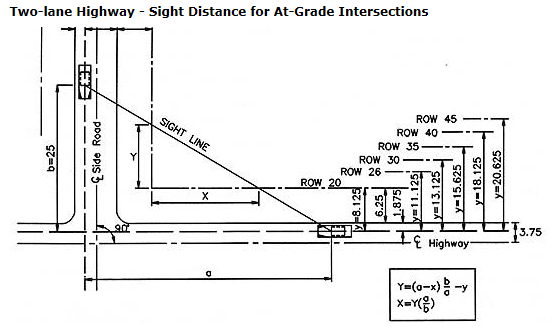 Two-lane Highway - Sight Distance for At-Grade Intersections
ROW 45
ROW 40
ROW 35
ROW 30
ROW 26
ROW 20
SIGHT LINE
b=25
℄ Side Road
Y
X
y=8.125
6.25
1.875
y=11.125
y=13.125
y=15.625
y=18.125
y=20.625
90°
℄ Highway
3.75
a
Y=(a-x) b/a -y
X=Y(a/b)